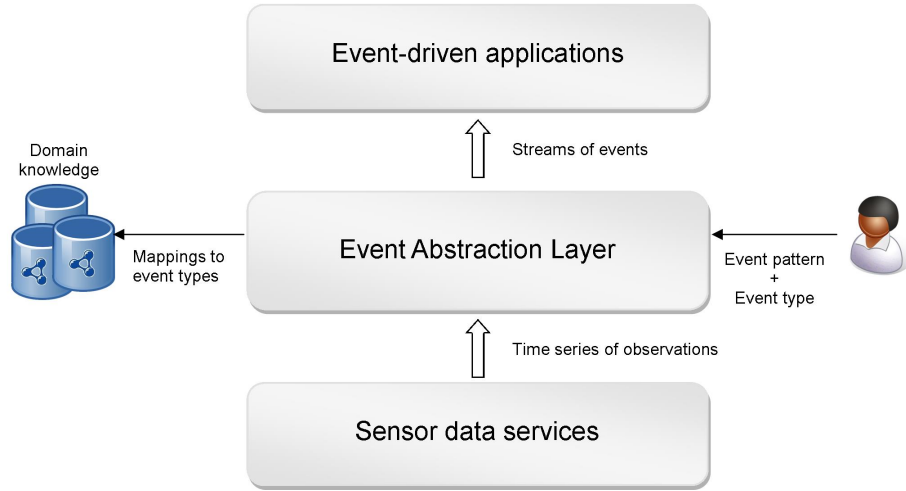 Event-driven applications
Streams of events
Domain
knowledge
Event Abstraction Layer
Mappings to
event types
Event pattern
+
Event type
Time series of observations
Sensor data services